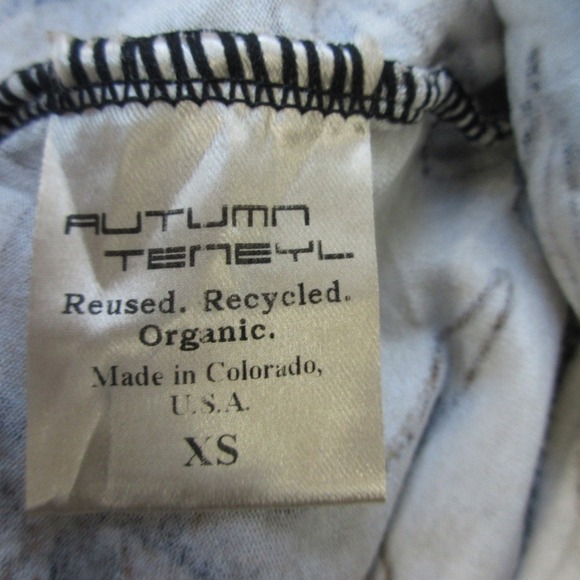 AUTUMN
TENEYL
Reused. Recycled.
Organic.
Made in Colorado,
U.S.A.
XS